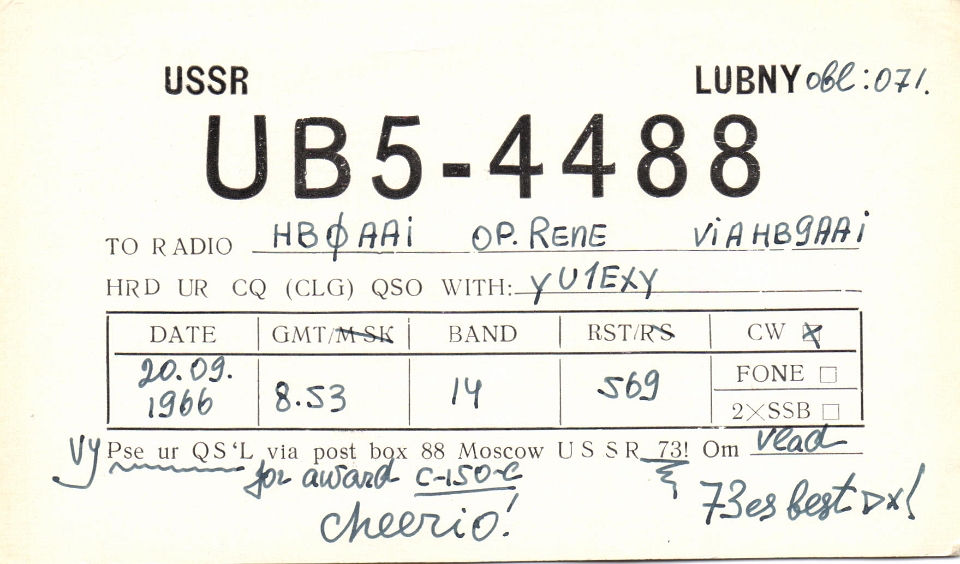 USSR LUBNY obl:071.
UB5-4488
TO RADIO HBØAAi OP. RENE ViA HB9AAi
HRD UR CQ (CLG) QSO WITH: YU1EXY
DATE GMT/MSK BAND RST/RS CW ☒
20.09. 1966 8.53 14 569 FONE ☐
2×SSB ☐
Vy Pse ur QS'L via post box 88 Moscow USSR 73! Om Vlad
for award C-150-C
73 es best DX!
cheerio!